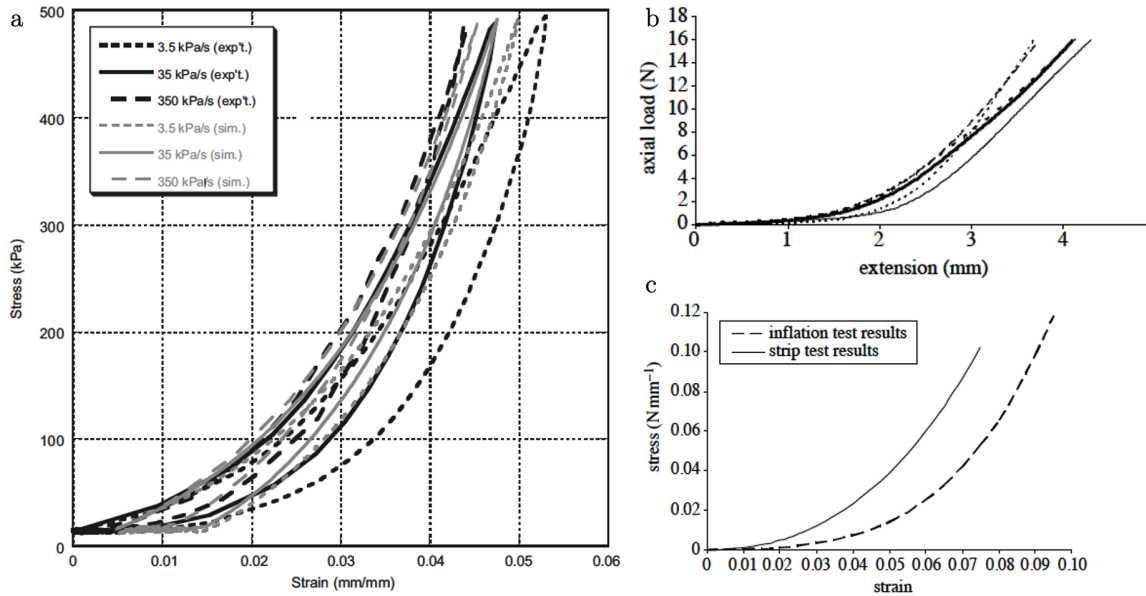 a
500
400
300
200
100
0
Stress (kPa)
3.5 kPa/s (exp't.)
35 kPa/s (exp't.)
350 kPa/s (exp't.)
3.5 kPa/s (sim.)
35 kPa/s (sim.)
350 kPa/s (sim.)
0 0.01 0.02 0.03 0.04 0.05 0.06
Strain (mm/mm)
b
18
16
14
12
10
8
6
4
2
0
axial load (N)
0 1 2 3 4
extension (mm)
c
0.12
0.10
0.08
0.06
0.04
0.02
0
stress (N mm−1)
inflation test results
strip test results
0 0.01 0.02 0.03 0.04 0.05 0.06 0.07 0.08 0.09 0.10
strain